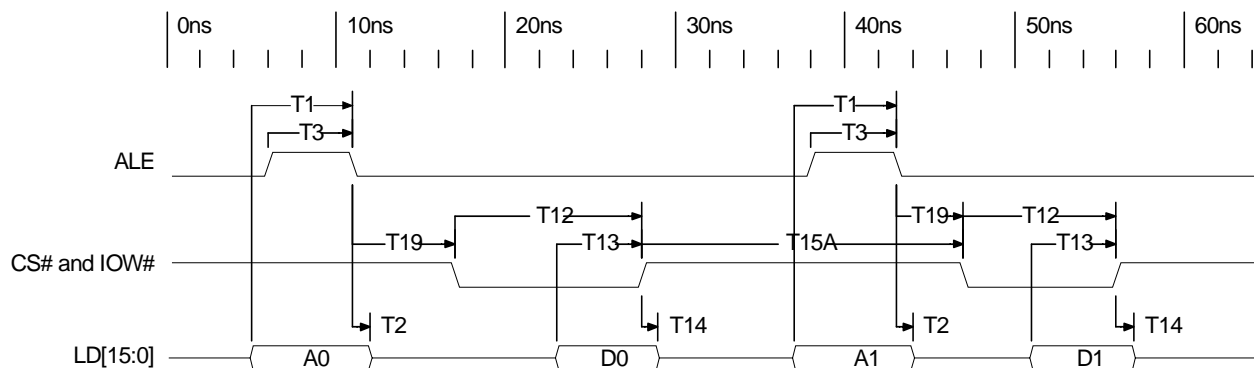 0ns 10ns 20ns 30ns 40ns 50ns 60ns
T1 T1
T3 T3
ALE
T12 T19 T12
T19 T13 T15A T13
CS# and IOW#
T2 T14 T2 T14
LD[15:0] A0 D0 A1 D1